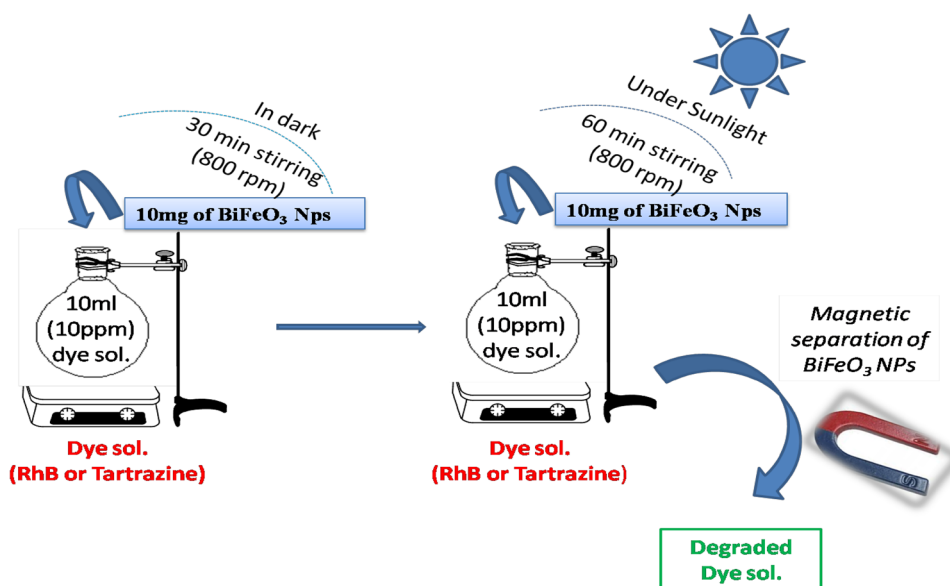 In dark
30 min stirring
(800 rpm)
10mg of BiFeO₃ Nps
10ml
(10ppm)
dye sol.
Dye sol.
(RhB or Tartrazine)
Under Sunlight
60 min stirring
(800 rpm)
10mg of BiFeO₃ Nps
10ml
(10ppm)
dye sol.
Dye sol.
(RhB or Tartrazine)
Magnetic
separation of
BiFeO₃ NPs
Degraded
Dye sol.